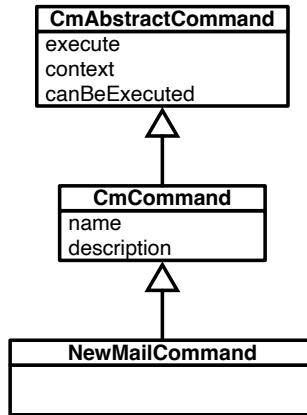 CmAbstractCommand
execute
context
canBeExecuted
CmCommand
name
description
NewMailCommand